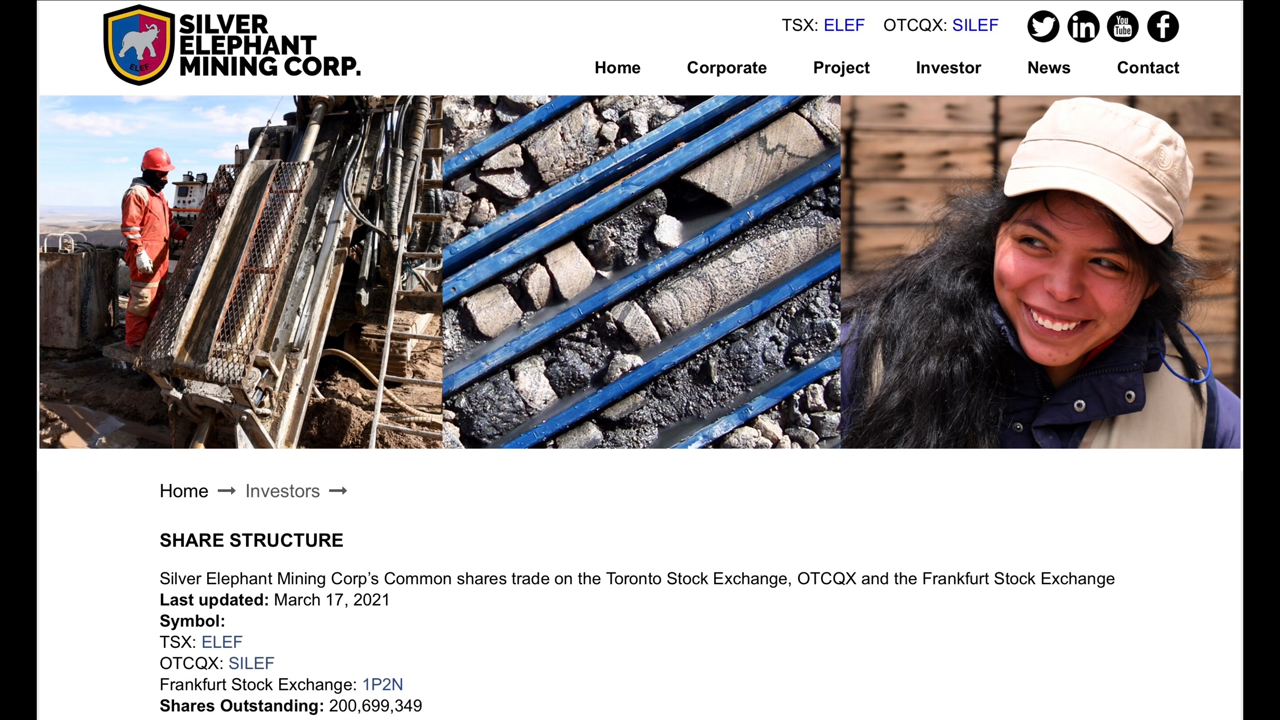 SILVER
ELEPHANT
MINING CORP.
ELEF
TSX: ELEF OTCQX: SILEF
You
Tube
Home Corporate Project Investor News Contact
Home → Investors →
SHARE STRUCTURE
Silver Elephant Mining Corp’s Common shares trade on the Toronto Stock Exchange, OTCQX and the Frankfurt Stock Exchange
Last updated: March 17, 2021
Symbol:
TSX: ELEF
OTCQX: SILEF
Frankfurt Stock Exchange: 1P2N
Shares Outstanding: 200,699,349